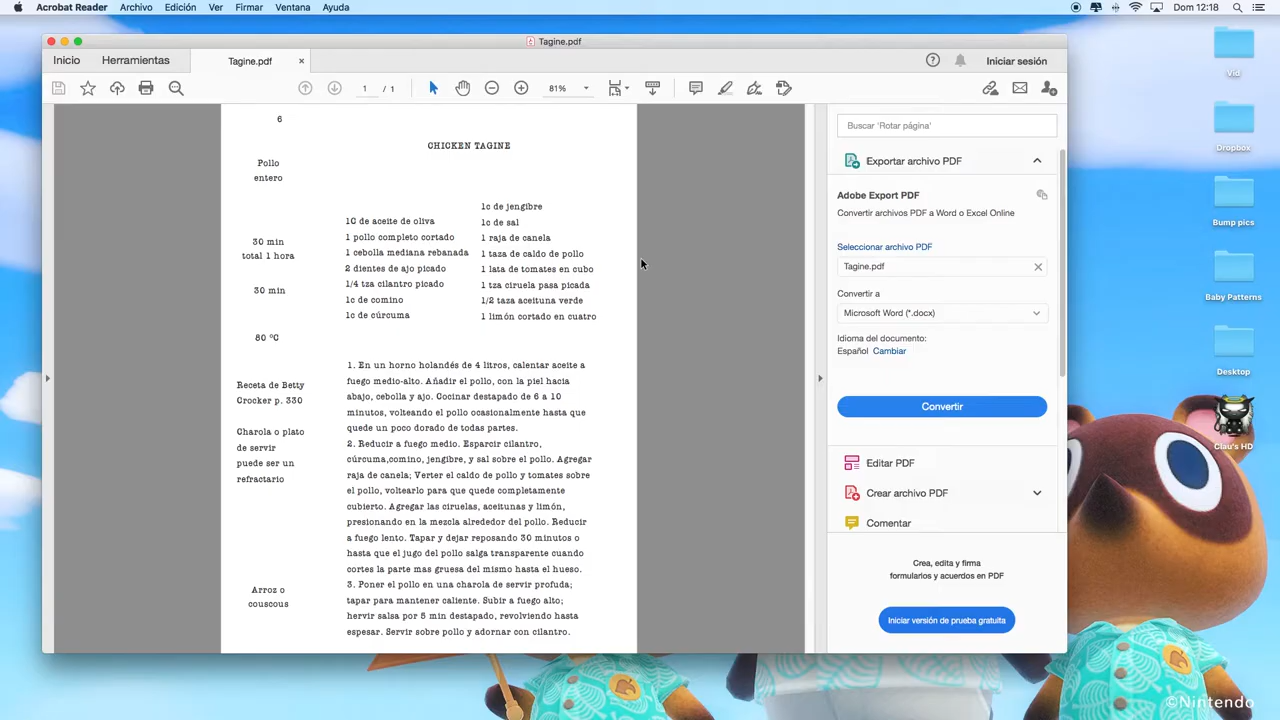 Acrobat Reader Archivo Edición Ver Firmar Ventana Ayuda Dom 12:18
Tagine.pdf
Inicio Herramientas Tagine.pdf × Iniciar sesión
1 / 1 81%
6
CHICKEN TAGINE
Pollo
entero
30 min
total 1 hora
30 min
80 ºC
Receta de Betty
Crocker p. 330
Charola o plato
de servir
puede ser un
refractario
Arroz o
couscous
1C de aceite de oliva
1 pollo completo cortado
1 cebolla mediana rebanada
2 dientes de ajo picado
1/4 tza cilantro picado
1c de comino
1c de cúrcuma
1c de jengibre
1c de sal
1 raja de canela
1 taza de caldo de pollo
1 lata de tomates en cubo
1 tza ciruela pasa picada
1/2 taza aceituna verde
1 limón cortado en cuatro
1. En un horno holandés de 4 litros, calentar aceite a
fuego medio-alto. Añadir el pollo, con la piel hacia
abajo, cebolla y ajo. Cocinar destapado de 6 a 10
minutos, volteando el pollo ocasionalmente hasta que
quede un poco dorado de todas partes.
2. Reducir a fuego medio. Esparcir cilantro,
cúrcuma,comino, jengibre, y sal sobre el pollo. Agregar
raja de canela; Verter el caldo de pollo y tomates sobre
el pollo, voltearlo para que quede completamente
cubierto. Agregar las ciruelas, aceitunas y limón,
presionando en la mezcla alrededor del pollo. Reducir
a fuego lento. Tapar y dejar reposando 30 minutos o
hasta que el jugo del pollo salga transparente cuando
cortes la parte mas gruesa del mismo hasta el hueso.
3. Poner el pollo en una charola de servir profuda;
tapar para mantener caliente. Subir a fuego alto;
hervir salsa por 5 min destapado, revolviendo hasta
espesar. Servir sobre pollo y adornar con cilantro.
Buscar 'Rotar página'
Exportar archivo PDF
Adobe Export PDF
Convertir archivos PDF a Word o Excel Online
Seleccionar archivo PDF
Tagine.pdf
Convertir a
Microsoft Word (*.docx)
Idioma del documento:
Español Cambiar
Convertir
Editar PDF
Crear archivo PDF
Comentar
Crea, edita y firma
formularios y acuerdos en PDF
Iniciar versión de prueba gratuita
Vid
Dropbox
Bump pics
Baby Patterns
Desktop
Clau's HD
©Nintendo